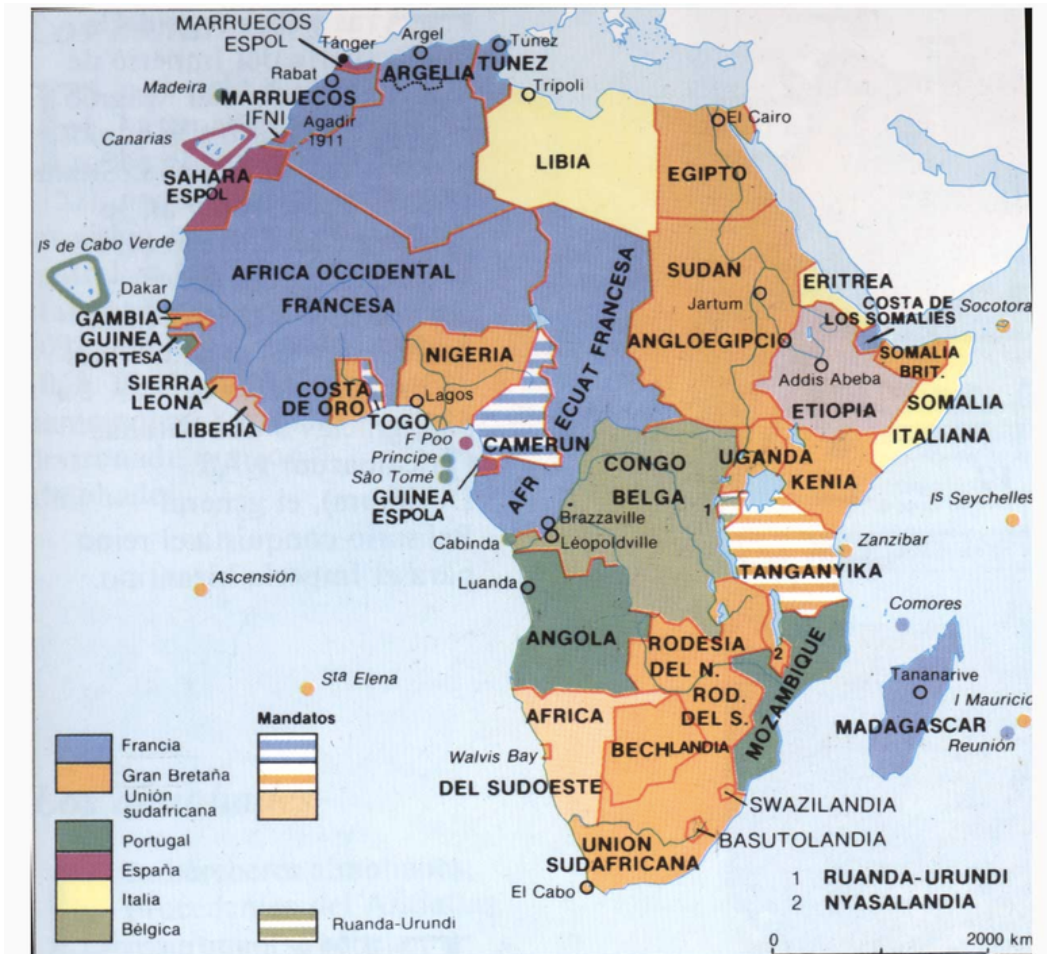 MARRUECOS
ESPOL
Tánger
Argel
Túnez
Rabat
ARGELIA
TUNEZ
Madeira
MARRUECOS
Trípoli
IFNI
Agadir
1911
El Cairo
Canarias
LIBIA
EGIPTO
SAHARA
ESPOL
Is de Cabo Verde
AFRICA OCCIDENTAL
FRANCESA
SUDAN
ERITREA
Dakar
Jartum
COSTA DE
LOS SOMALIES
Socotora
GAMBIA
GUINEA
PORTESA
NIGERIA
ANGLOEGIPCIO
SOMALIA
BRIT.
SIERRA
LEONA
COSTA
DE ORO
Lagos
Addis Abeba
LIBERIA
TOGO
ETIOPIA
SOMALIA
ITALIANA
F Poo
CAMERUN
AFR ECUAT FRANCESA
Príncipe
São Tomé
CONGO
BELGA
UGANDA
KENIA
GUINEA
ESPOLA
1
Is Seychelles
Brazzaville
Léopoldville
Cabinda
Zanzíbar
TANGANYIKA
Ascensión
Luanda
Comores
ANGOLA
RODESIA
DEL N.
2
MOZAMBIQUE
Sta Elena
Tananarive
ROD.
DEL S.
I Mauricio
AFRICA
MADAGASCAR
Reunión
Walvis Bay
BECHLANDIA
DEL SUDOESTE
SWAZILANDIA
BASUTOLANDIA
UNION
SUDAFRICANA
El Cabo
Mandatos
Francia
Gran Bretaña
Unión
sudafricana
Portugal
España
Italia
Bélgica
Ruanda-Urundi
1 RUANDA-URUNDI
2 NYASALANDIA
0 2000 km